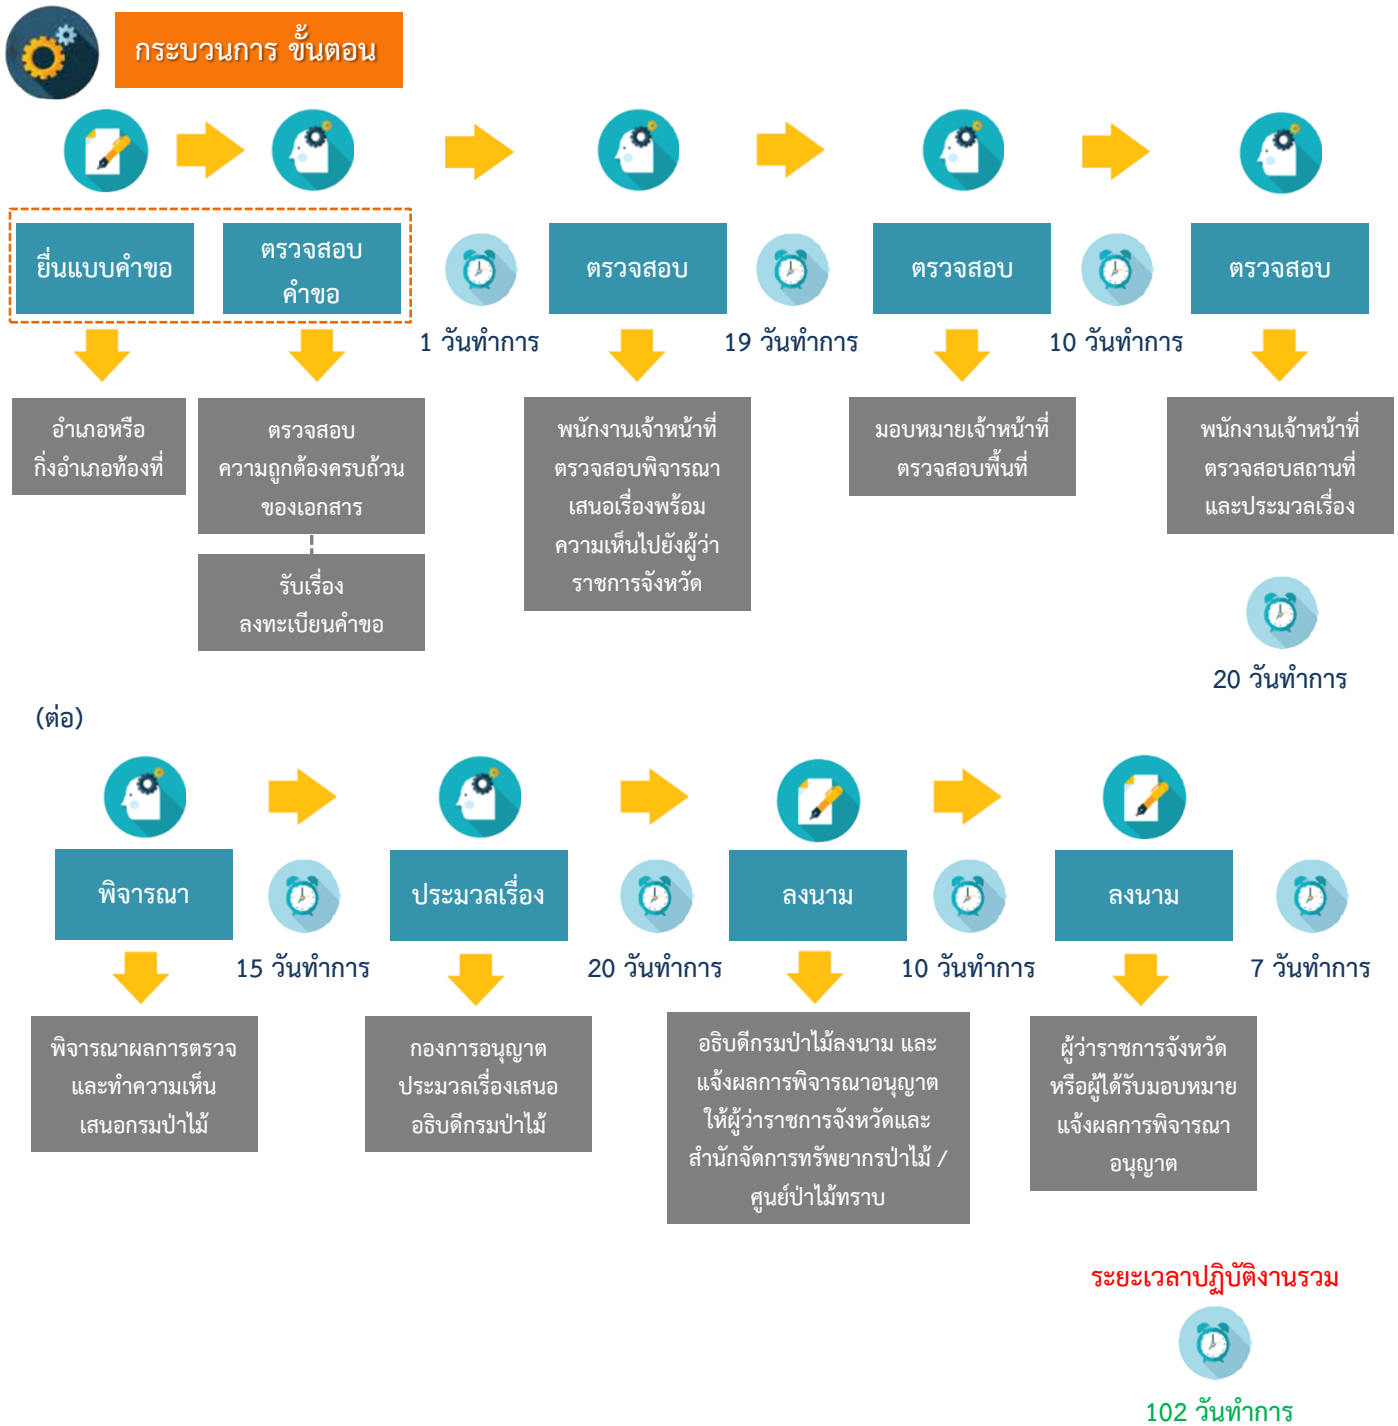 กระบวนการ ขั้นตอน
ยื่นแบบคำขอ
ตรวจสอบ
คำขอ
1 วันทำการ
ตรวจสอบ
19 วันทำการ
ตรวจสอบ
10 วันทำการ
ตรวจสอบ
อำเภอหรือ
กิ่งอำเภอท้องที่
ตรวจสอบ
ความถูกต้องครบถ้วน
ของเอกสาร
รับเรื่อง
ลงทะเบียนคำขอ
พนักงานเจ้าหน้าที่
ตรวจสอบพิจารณา
เสนอเรื่องพร้อม
ความเห็นไปยังผู้ว่า
ราชการจังหวัด
มอบหมายเจ้าหน้าที่
ตรวจสอบพื้นที่
พนักงานเจ้าหน้าที่
ตรวจสอบสถานที่
และประมวลเรื่อง
20 วันทำการ
(ต่อ)
พิจารณา
15 วันทำการ
ประมวลเรื่อง
20 วันทำการ
ลงนาม
10 วันทำการ
ลงนาม
7 วันทำการ
พิจารณาผลการตรวจ
และทำความเห็น
เสนอกรมป่าไม้
กองการอนุญาต
ประมวลเรื่องเสนอ
อธิบดีกรมป่าไม้
อธิบดีกรมป่าไม้ลงนาม และ
แจ้งผลการพิจารณาอนุญาต
ให้ผู้ว่าราชการจังหวัดและ
สำนักจัดการทรัพยากรป่าไม้ /
ศูนย์ป่าไม้ทราบ
ผู้ว่าราชการจังหวัด
หรือผู้ได้รับมอบหมาย
แจ้งผลการพิจารณา
อนุญาต
ระยะเวลาปฏิบัติงานรวม
102 วันทำการ